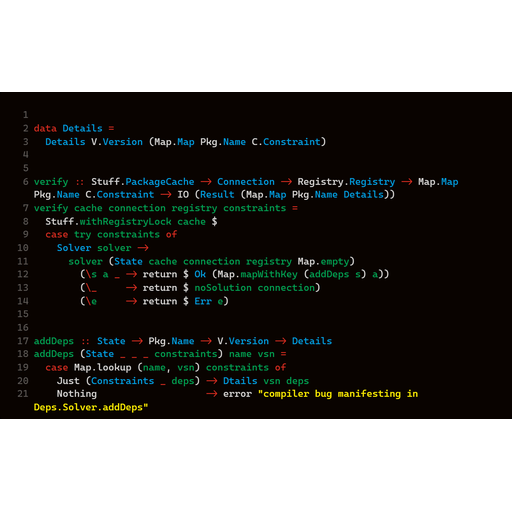 1
2 data Details =
3   Details V.Version (Map.Map Pkg.Name C.Constraint)
4
5
6 verify :: Stuff.PackageCache -> Connection -> Registry.Registry -> Map.Map
Pkg.Name C.Constraint -> IO (Result (Map.Map Pkg.Name Details))
7 verify cache connection registry constraints =
8   Stuff.withRegistryLock cache $
9   case try constraints of
10     Solver solver ->
11       solver (State cache connection registry Map.empty)
12         (\s a _ -> return $ Ok (Map.mapWithKey (addDeps s) a))
13         (\_     -> return $ noSolution connection)
14         (\e     -> return $ Err e)
15
16
17 addDeps :: State -> Pkg.Name -> V.Version -> Details
18 addDeps (State _ _ _ constraints) name vsn =
19   case Map.lookup (name, vsn) constraints of
20     Just (Constraints _ deps) -> Dtails vsn deps
21     Nothing                   -> error "compiler bug manifesting in
Deps.Solver.addDeps"